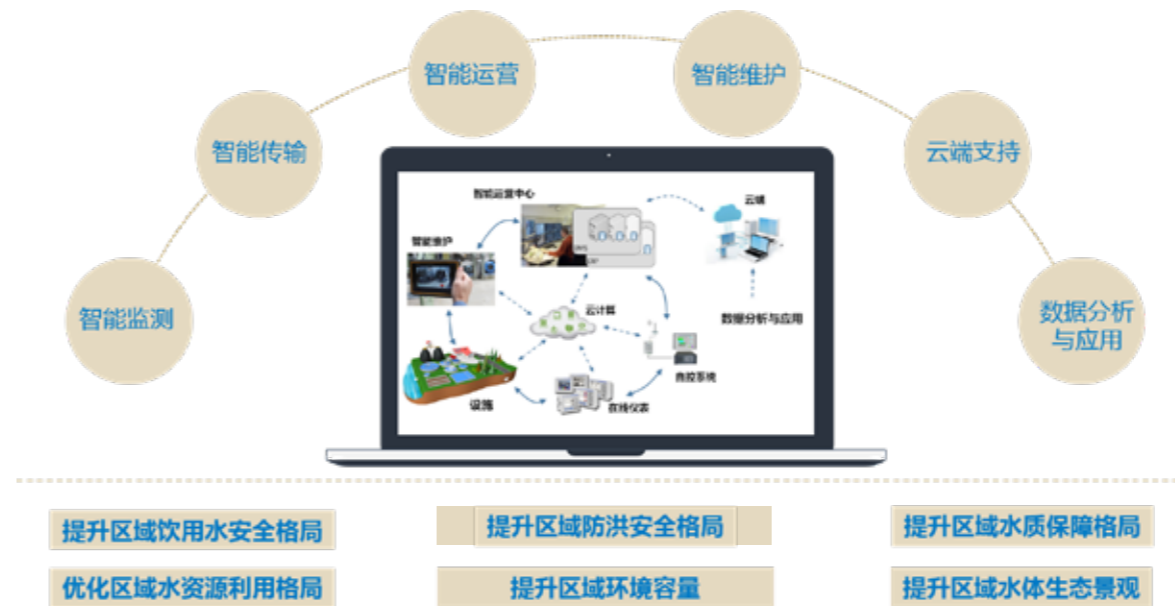 智能运营
智能维护
智能传输
云端支持
智能监测
数据分析
与应用
智能运营中心
云端
智能维护
云计算
数据分析与应用
自控系统
设施
在线仪表
提升区域饮用水安全格局
提升区域防洪安全格局
提升区域水质保障格局
优化区域水资源利用格局
提升区域环境容量
提升区域水体生态景观